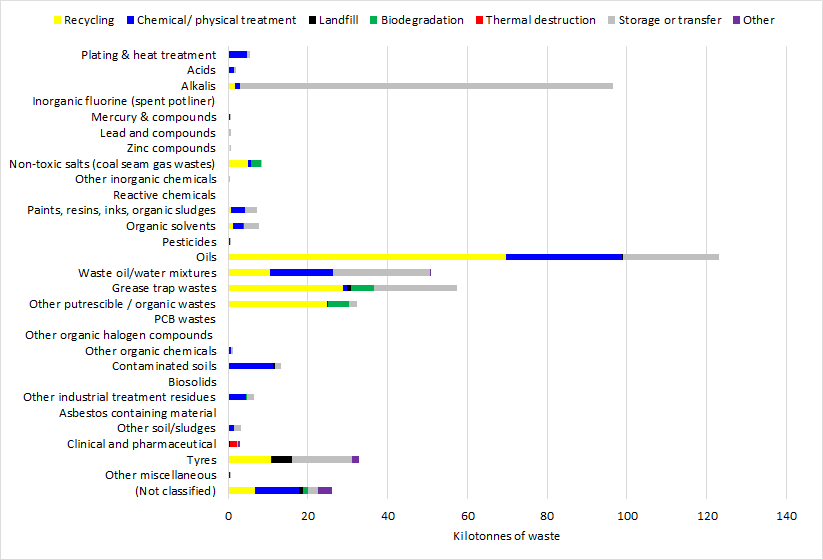 Recycling Chemical/ physical treatment Landfill Biodegradation Thermal destruction Storage or transfer Other
Plating & heat treatment
Acids
Alkalis
Inorganic fluorine (spent potliner)
Mercury & compounds
Lead and compounds
Zinc compounds
Non-toxic salts (coal seam gas wastes)
Other inorganic chemicals
Reactive chemicals
Paints, resins, inks, organic sludges
Organic solvents
Pesticides
Oils
Waste oil/water mixtures
Grease trap wastes
Other putrescible / organic wastes
PCB wastes
Other organic halogen compounds
Other organic chemicals
Contaminated soils
Biosolids
Other industrial treatment residues
Asbestos containing material
Other soil/sludges
Clinical and pharmaceutical
Tyres
Other miscellaneous
(Not classified)
0 20 40 60 80 100 120 140
Kilotonnes of waste